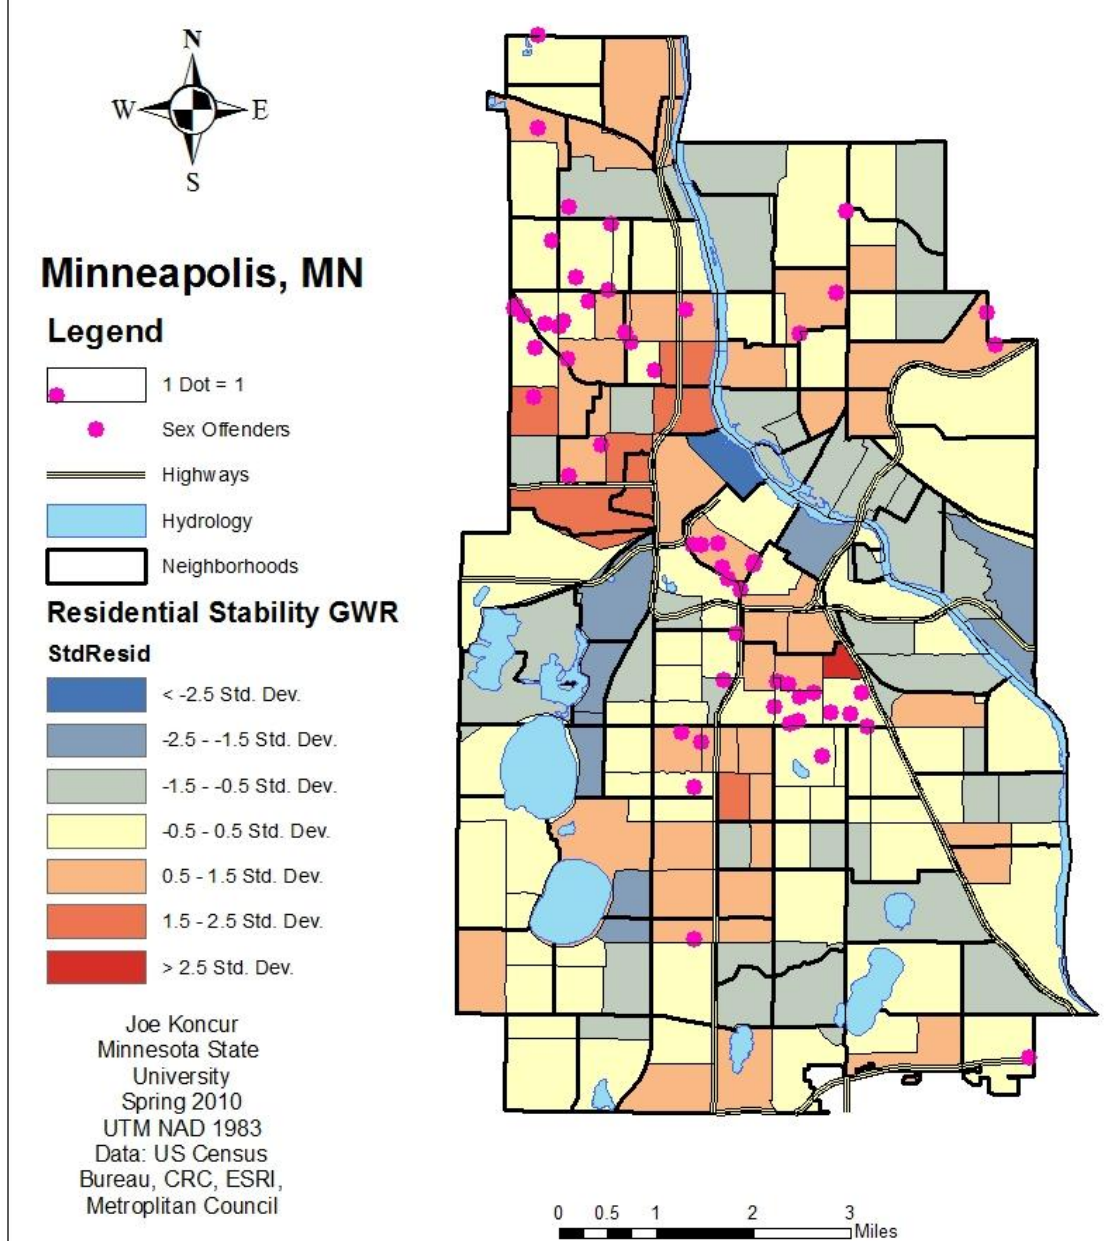 N
W E
S
Minneapolis, MN
Legend
1 Dot = 1
Sex Offenders
Highways
Hydrology
Neighborhoods
Residential Stability GWR
StdResid
< -2.5 Std. Dev.
-2.5 - -1.5 Std. Dev.
-1.5 - -0.5 Std. Dev.
-0.5 - 0.5 Std. Dev.
0.5 - 1.5 Std. Dev.
1.5 - 2.5 Std. Dev.
> 2.5 Std. Dev.
Joe Koncur
Minnesota State
University
Spring 2010
UTM NAD 1983
Data: US Census
Bureau, CRC, ESRI,
Metroplitan Council
0 0.5 1 2 3
Miles